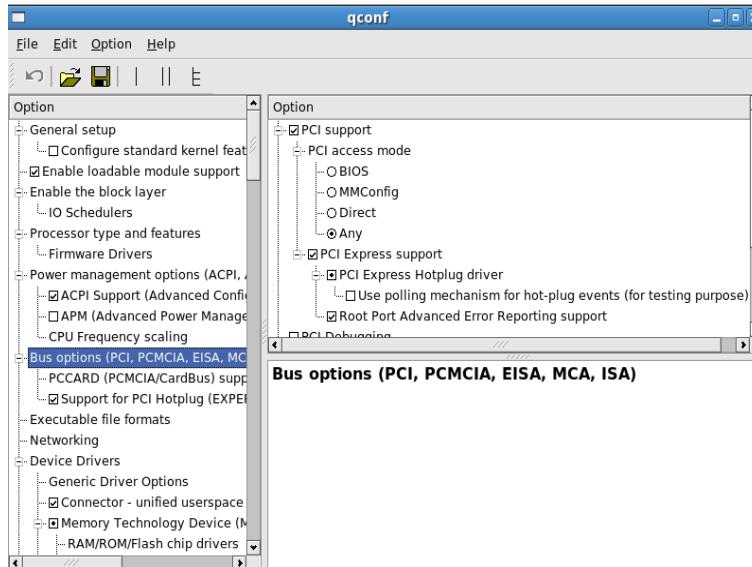 qconf
File Edit Option Help
Option
General setup
Configure standard kernel feat
Enable loadable module support
Enable the block layer
IO Schedulers
Processor type and features
Firmware Drivers
Power management options (ACPI,
ACPI Support (Advanced Confi
APM (Advanced Power Manage
CPU Frequency scaling
Bus options (PCI, PCMCIA, EISA, MC
PCCARD (PCMCIA/CardBus) supp
Support for PCI Hotplug (EXPE
Executable file formats
Networking
Device Drivers
Generic Driver Options
Connector - unified userspace
Memory Technology Device (M
RAM/ROM/Flash chip drivers
Option
PCI support
PCI access mode
BIOS
MMConfig
Direct
Any
PCI Express support
PCI Express Hotplug driver
Use polling mechanism for hot-plug events (for testing purpose)
Root Port Advanced Error Reporting support
PCI Debugging
Bus options (PCI, PCMCIA, EISA, MCA, ISA)